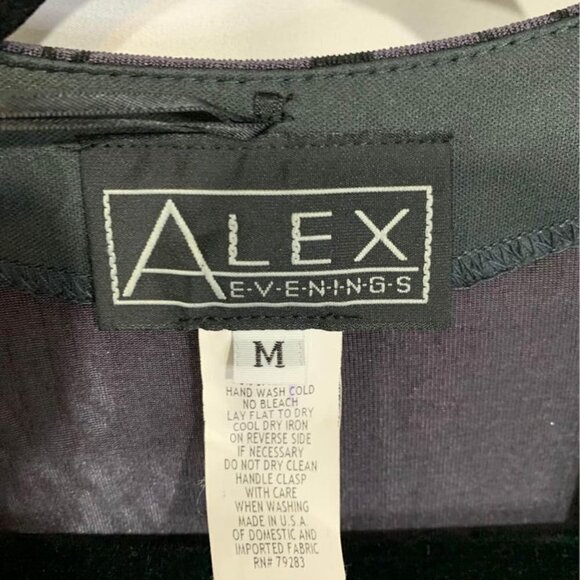 ALEX
E-V-E-N-I-N-G-S
M
HAND WASH COLD
NO BLEACH
LAY FLAT TO DRY
COOL DRY IRON
ON REVERSE SIDE
IF NECESSARY
DO NOT DRY CLEAN
HANDLE CLASP
WITH CARE
WHEN WASHING
MADE IN U.S.A.
OF DOMESTIC AND
IMPORTED FABRIC
RN# 79283